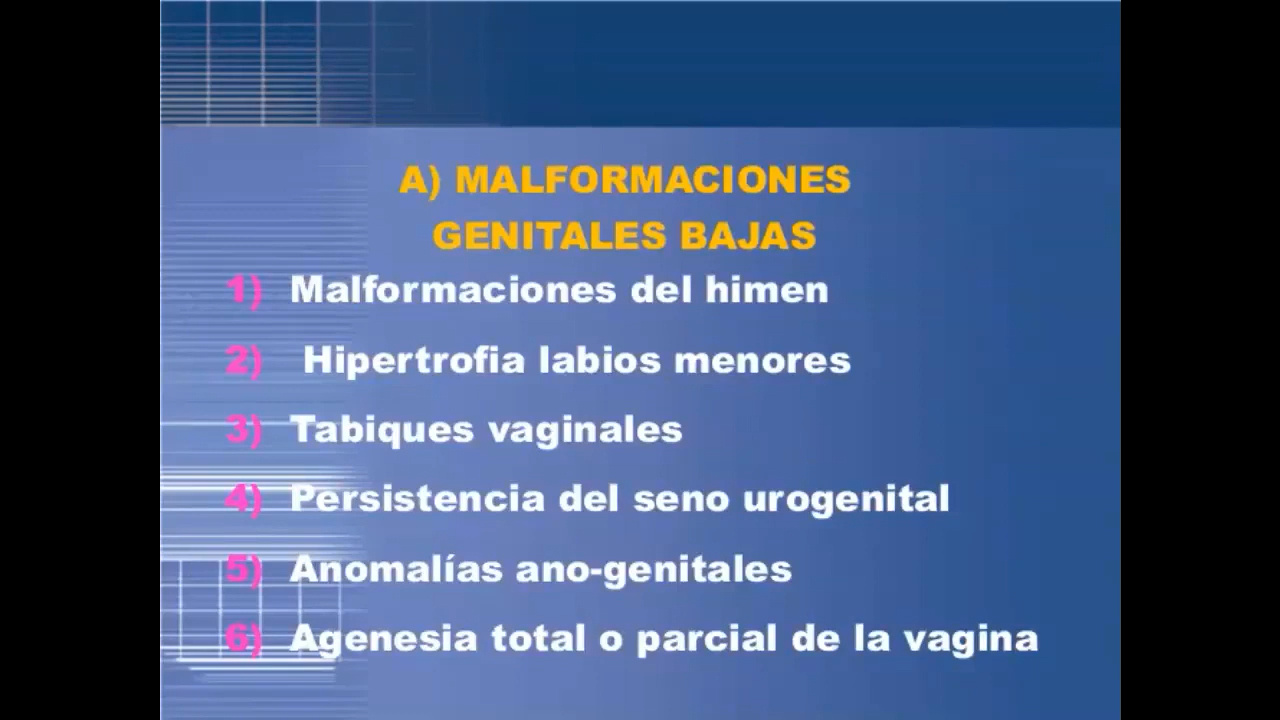 A) MALFORMACIONES
GENITALES BAJAS
1) Malformaciones del himen
2) Hipertrofia labios menores
3) Tabiques vaginales
4) Persistencia del seno urogenital
5) Anomalías ano-genitales
6) Agenesia total o parcial de la vagina